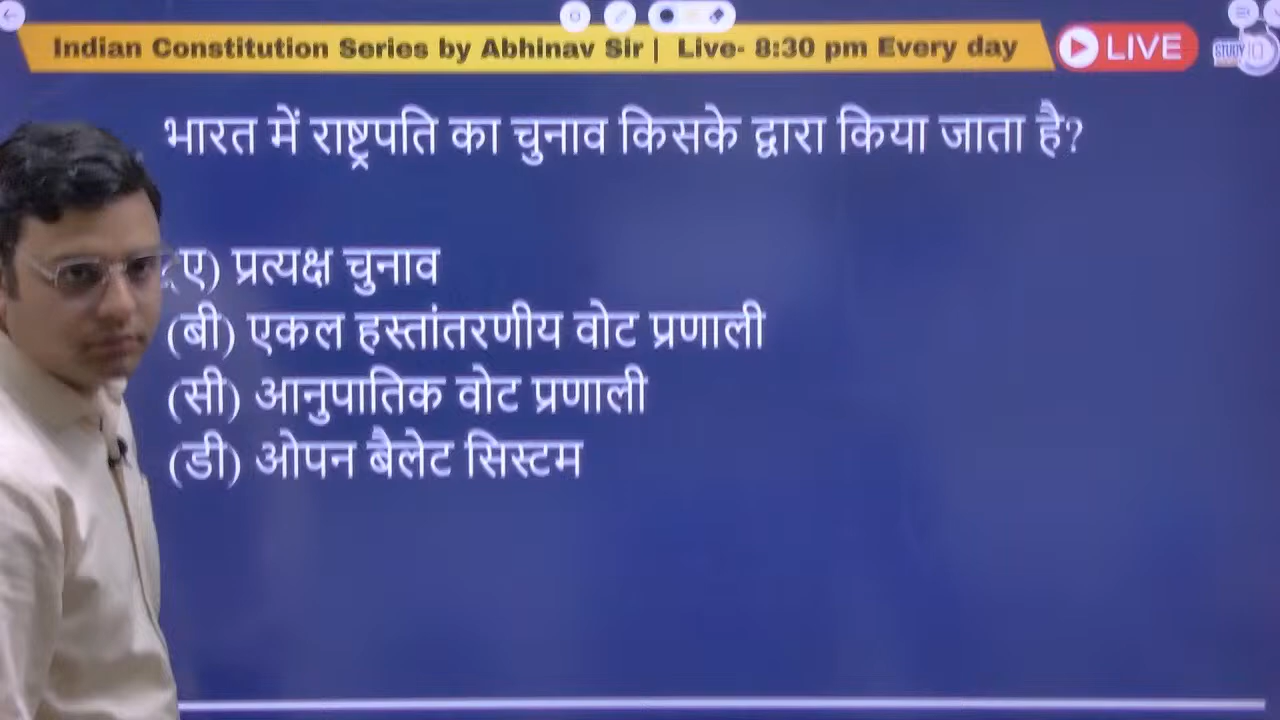 Indian Constitution Series by Abhinav Sir | Live- 8:30 pm Every day
LIVE
STUDY
भारत में राष्ट्रपति का चुनाव किसके द्वारा किया जाता है?
(ए) प्रत्यक्ष चुनाव
(बी) एकल हस्तांतरणीय वोट प्रणाली
(सी) आनुपातिक वोट प्रणाली
(डी) ओपन बैलेट सिस्टम